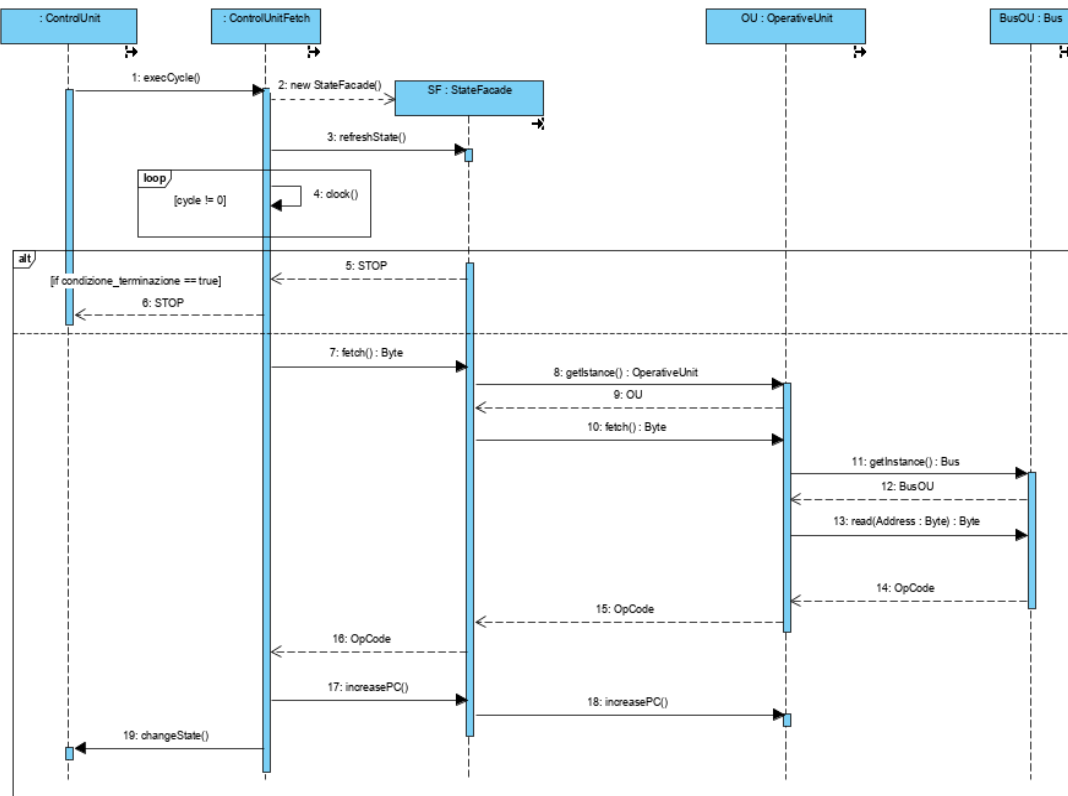 : ControlUnit
: ControlUnitFetch
OU : OperativeUnit
BusOU : Bus
1: execCycle()
2: new StateFacade()
SF : StateFacade
3: refreshState()
loop
[cycle != 0]
4: clock()
alt
[if condizione_terminazione == true]
5: STOP
6: STOP
7: fetch() : Byte
8: getIstance() : OperativeUnit
9: OU
10: fetch() : Byte
11: getInstance() : Bus
12: BusOU
13: read(Address : Byte) : Byte
14: OpCode
15: OpCode
16: OpCode
17: increasePC()
18: increasePC()
19: changeState()